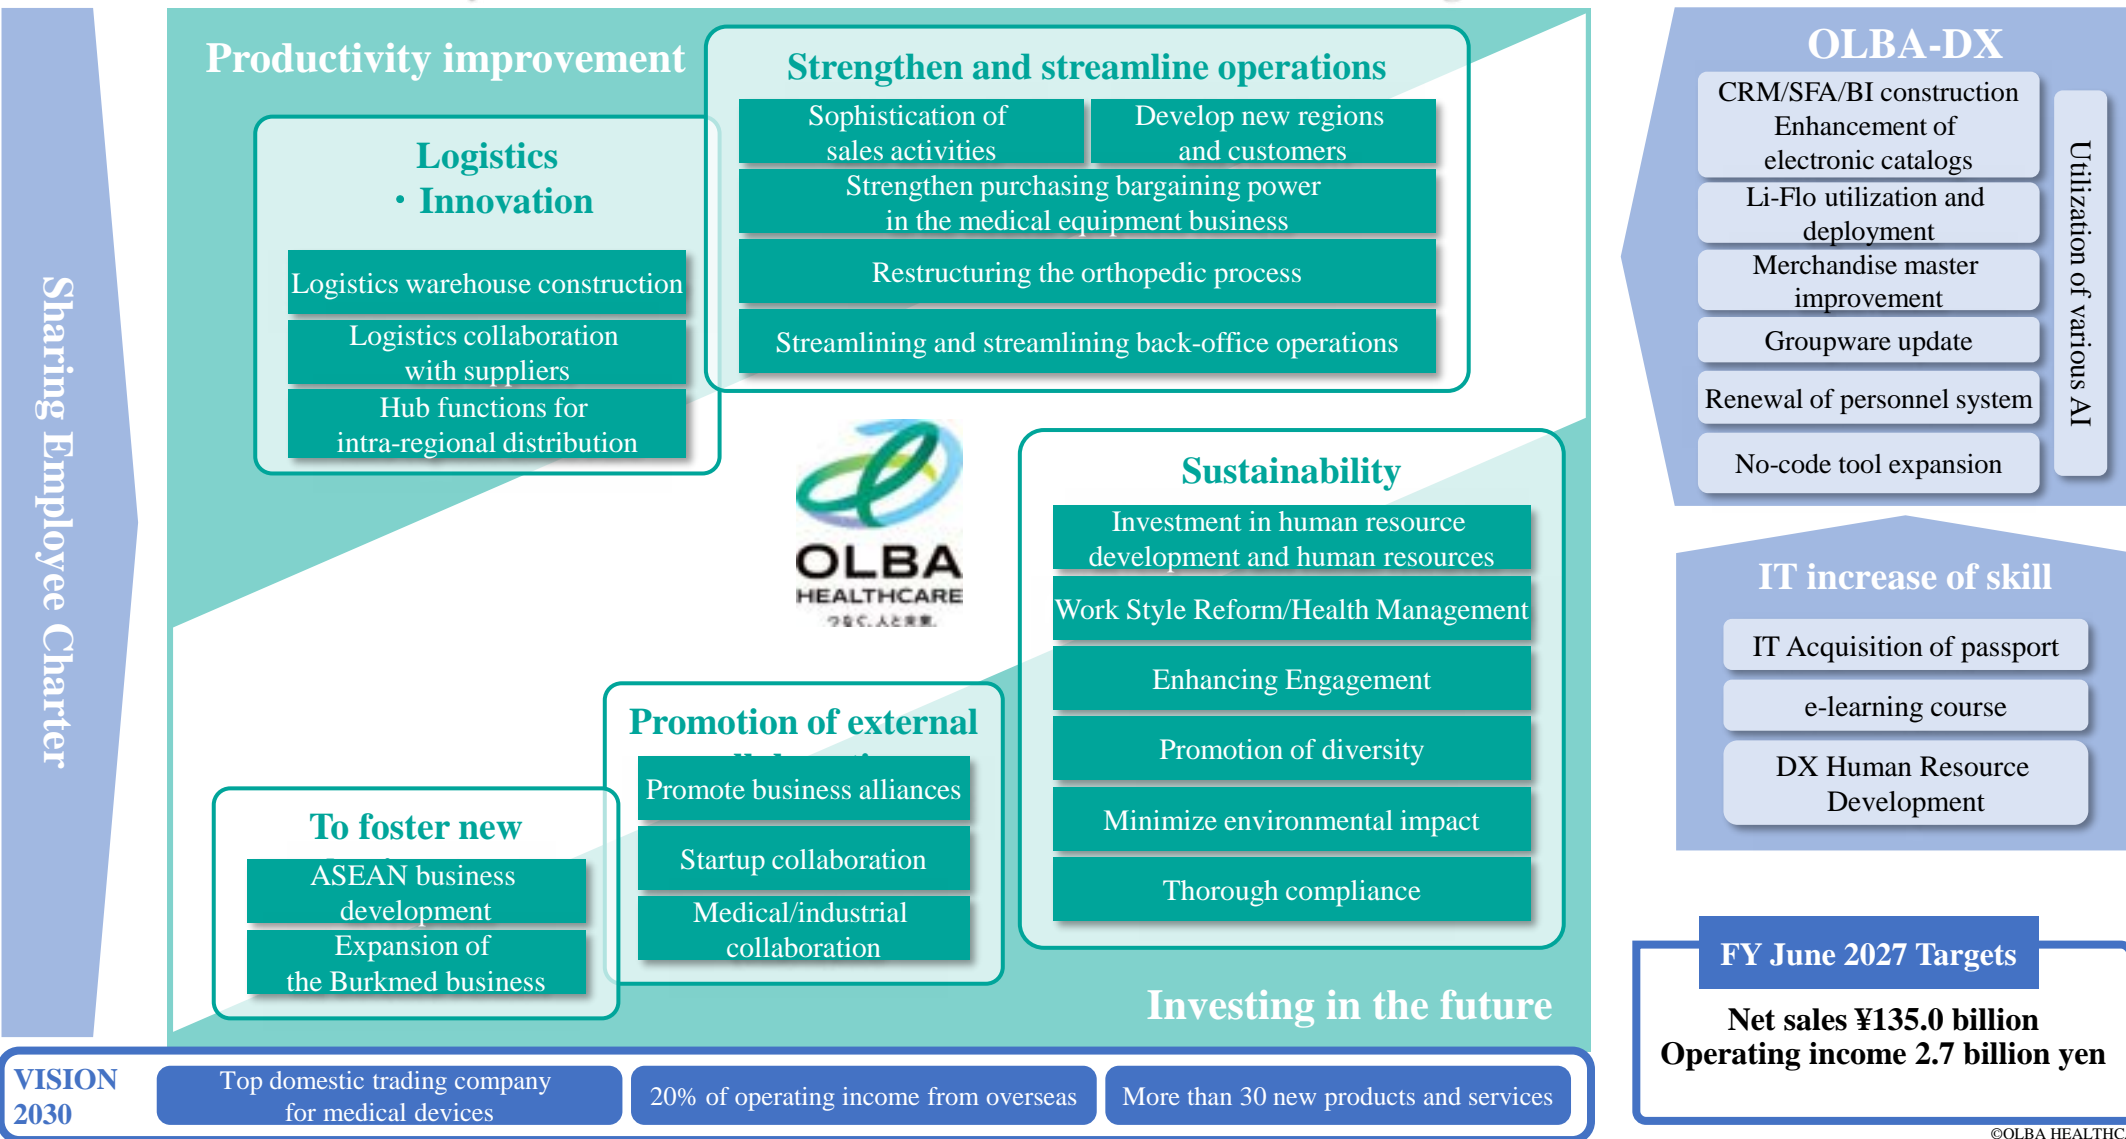 Sharing Employee Charter
Productivity improvement
Logistics
・Innovation
Logistics warehouse construction
Logistics collaboration
with suppliers
Hub functions for
intra-regional distribution
Strengthen and streamline operations
Sophistication of
sales activities
Develop new regions
and customers
Strengthen purchasing bargaining power
in the medical equipment business
Restructuring the orthopedic process
Streamlining and streamlining back-office operations
OLBA
HEALTHCARE
つなぐ、人と未来。
Sustainability
Investment in human resource
development and human resources
Work Style Reform/Health Management
Enhancing Engagement
Promotion of diversity
Minimize environmental impact
Thorough compliance
Promotion of external
Promote business alliances
Startup collaboration
Medical/industrial
collaboration
To foster new
ASEAN business
development
Expansion of
the Burkmed business
Investing in the future
OLBA-DX
CRM/SFA/BI construction
Enhancement of
electronic catalogs
Li-Flo utilization and
deployment
Merchandise master
improvement
Groupware update
Renewal of personnel system
No-code tool expansion
Utilization of various AI
IT increase of skill
IT Acquisition of passport
e-learning course
DX Human Resource
Development
FY June 2027 Targets
Net sales ¥135.0 billion
Operating income 2.7 billion yen
VISION
2030
Top domestic trading company
for medical devices
20% of operating income from overseas
More than 30 new products and services
©OLBA HEALTHC